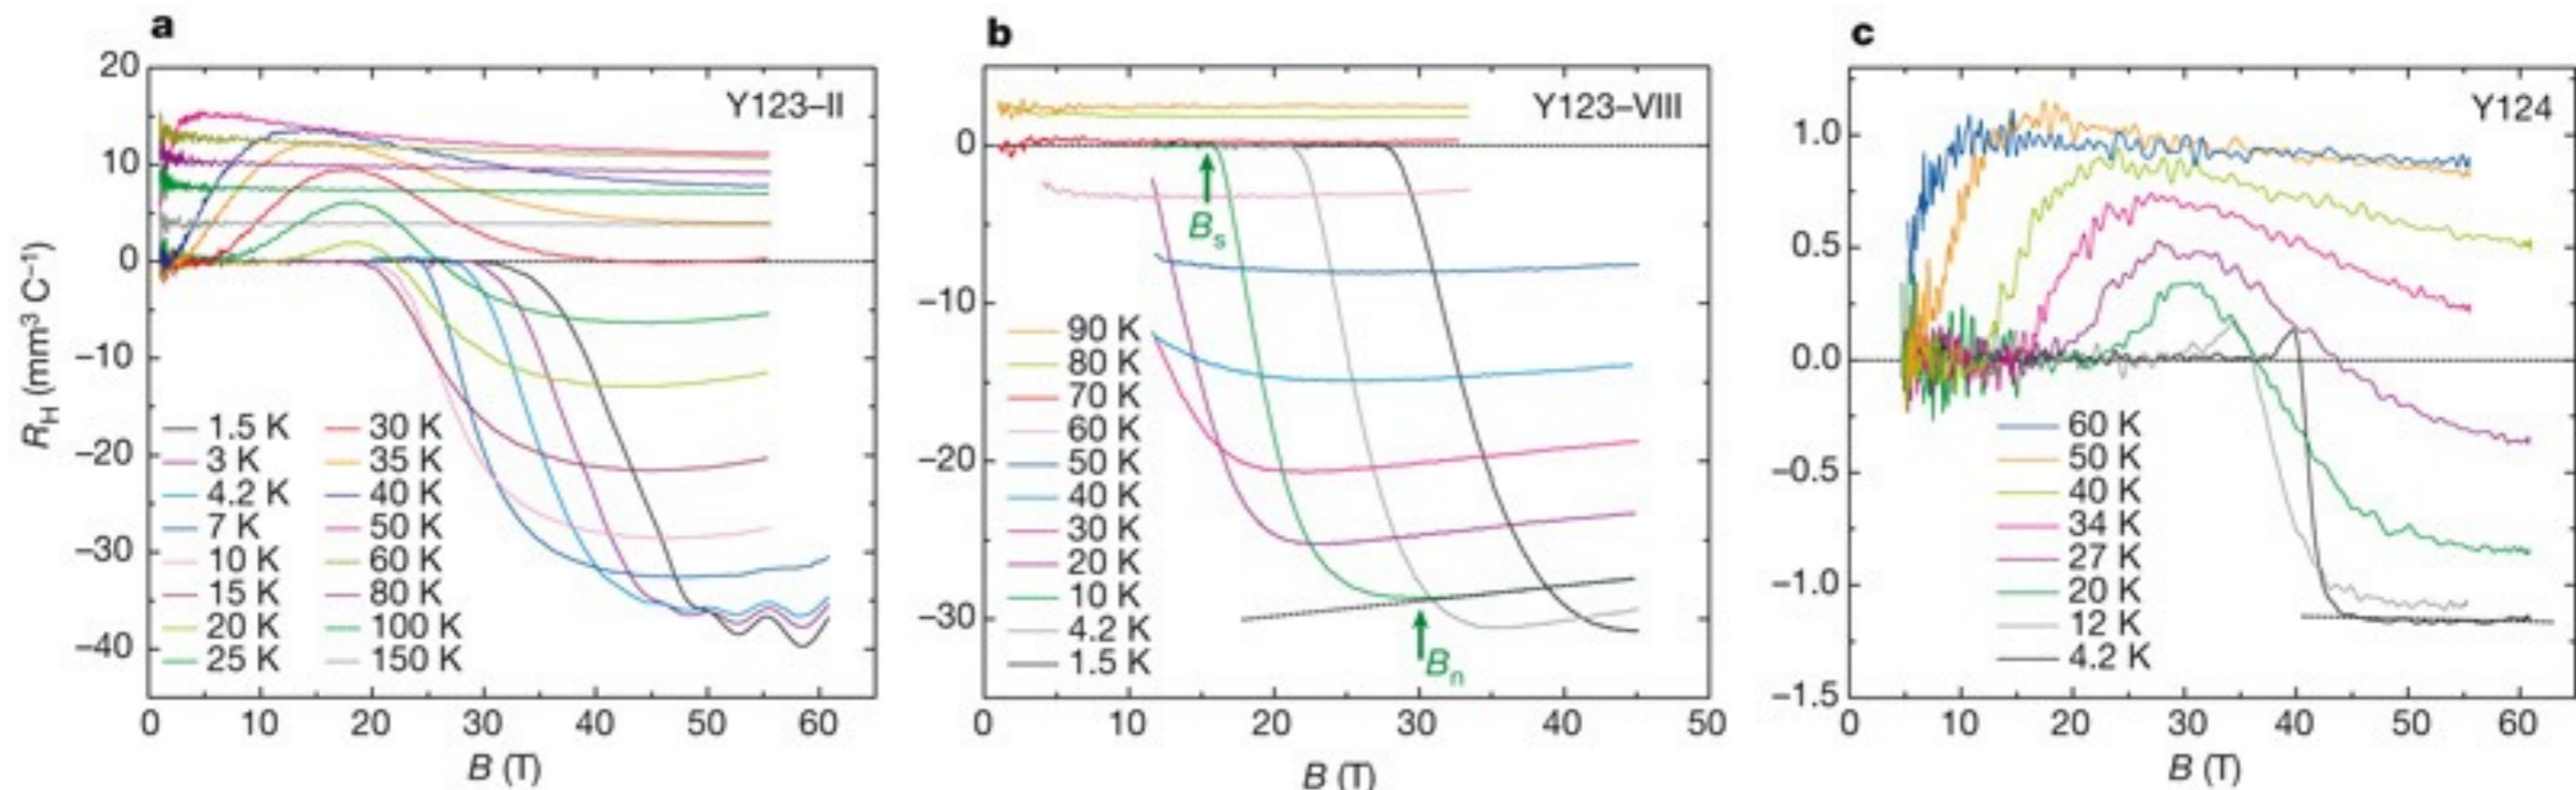 a
Y123–II
20
10
0
−10
−20
−30
−40
R_H (mm³ C⁻¹)
1.5 K
3 K
4.2 K
7 K
10 K
15 K
20 K
25 K
30 K
35 K
40 K
50 K
60 K
80 K
100 K
150 K
0 10 20 30 40 50 60
B (T)
b
Y123–VIII
0
−10
−20
−30
B_s
B_n
90 K
80 K
70 K
60 K
50 K
40 K
30 K
20 K
10 K
4.2 K
1.5 K
0 10 20 30 40 50
B (T)
c
Y124
1.0
0.5
0.0
−0.5
−1.0
−1.5
60 K
50 K
40 K
34 K
27 K
20 K
12 K
4.2 K
0 10 20 30 40 50 60
B (T)